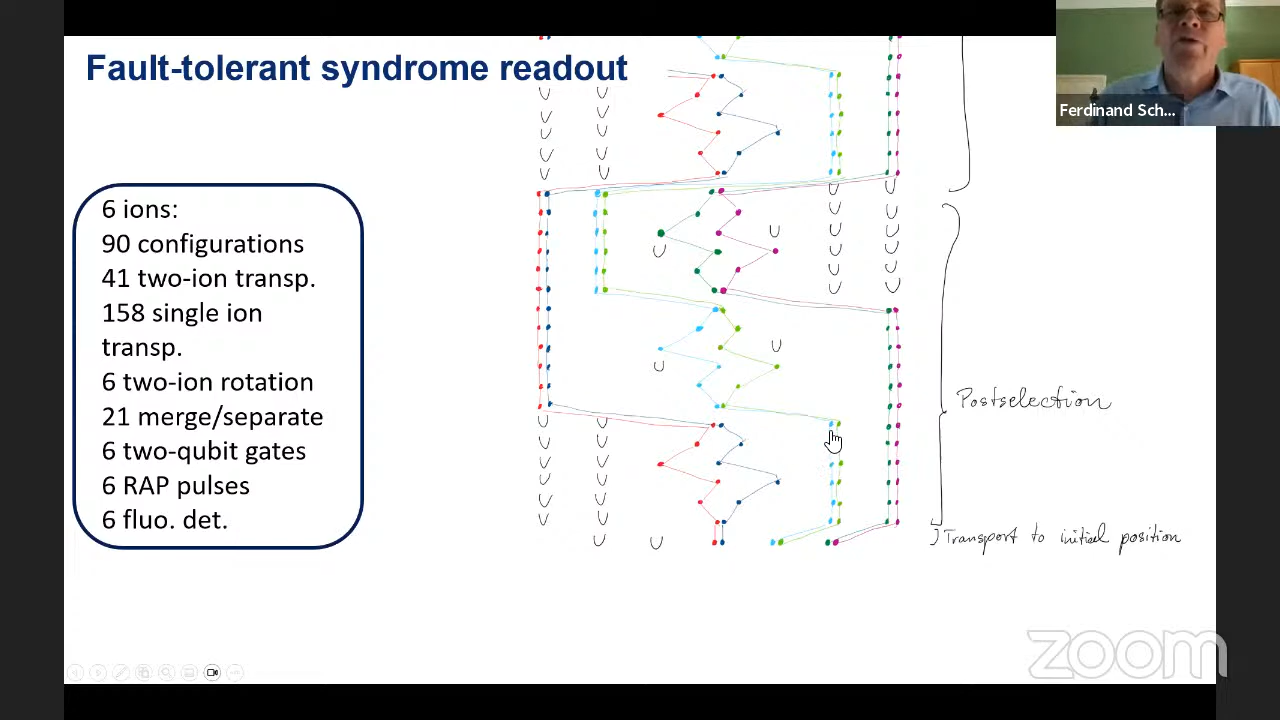 Fault-tolerant syndrome readout
Ferdinand Sch...
6 ions:
90 configurations
41 two-ion transp.
158 single ion
transp.
6 two-ion rotation
21 merge/separate
6 two-qubit gates
6 RAP pulses
6 fluo. det.
Postselection
Transport to initial position
zoom